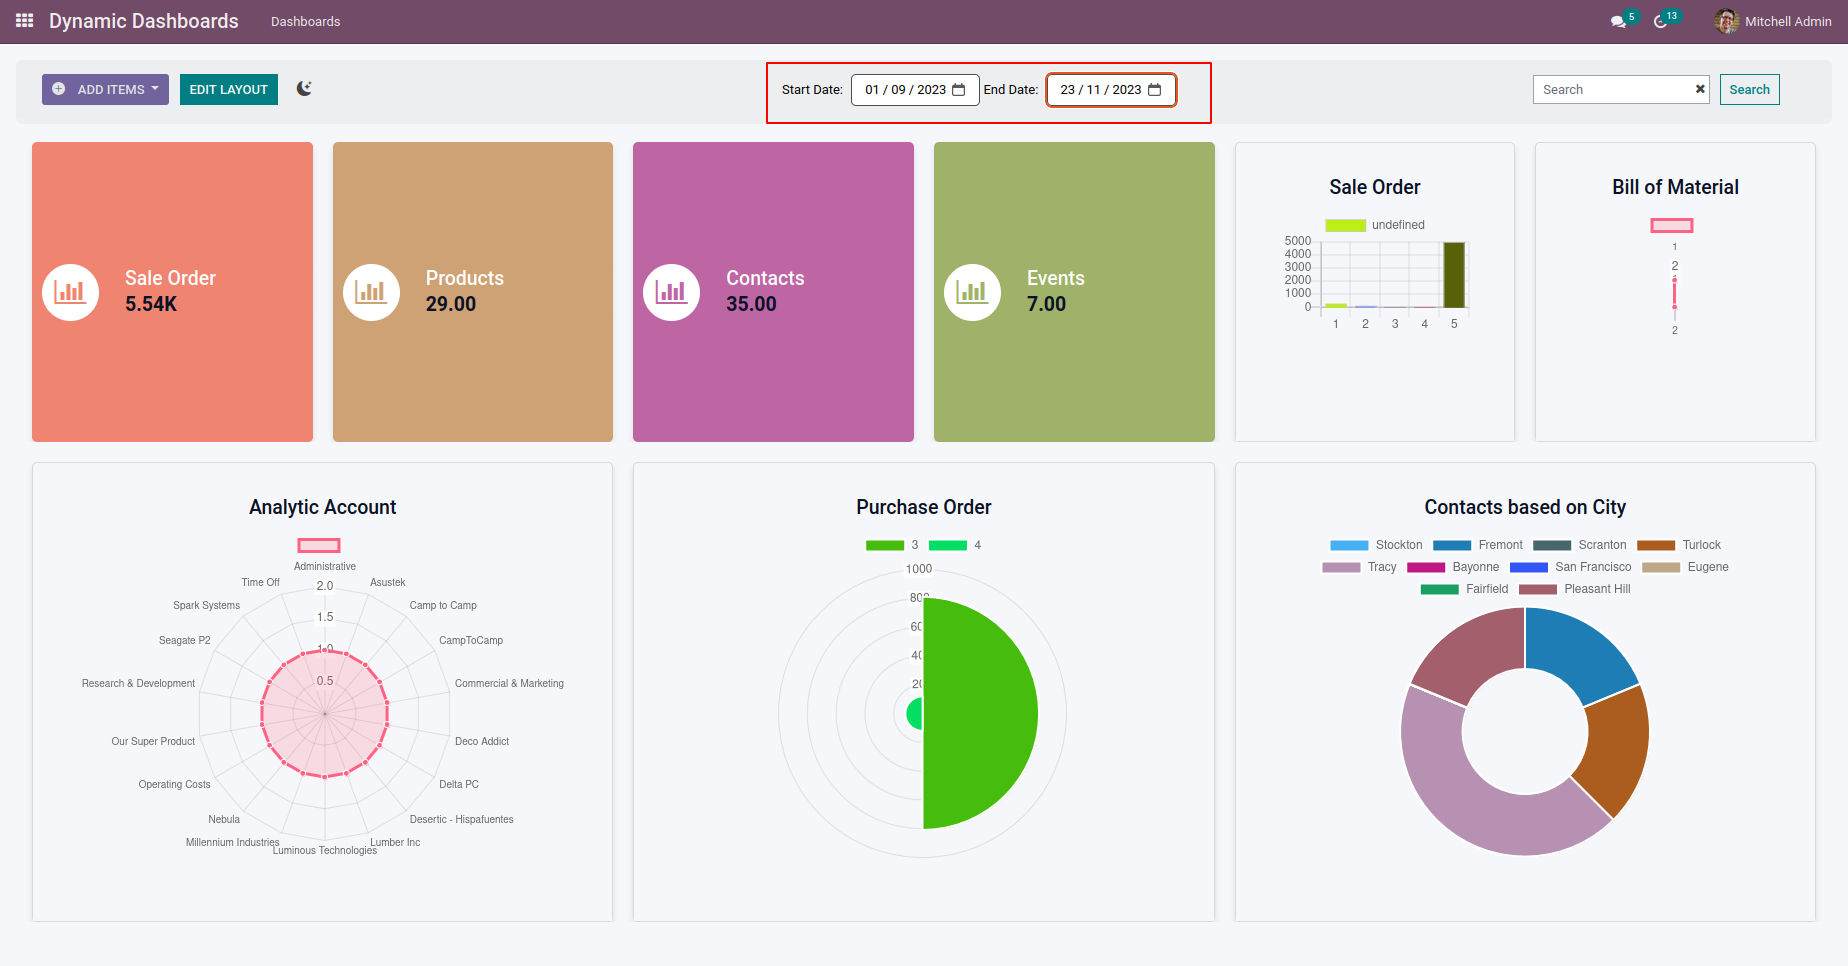 Dynamic Dashboards Dashboards 5 13 Mitchell Admin
ADD ITEMS EDIT LAYOUT Start Date: 01 / 09 / 2023 End Date: 23 / 11 / 2023 Search Search
Sale Order
5.54K
Products
29.00
Contacts
35.00
Events
7.00
Sale Order
undefined
5000
4000
3000
2000
1000
0
1 2 3 4 5
Bill of Material
1
2
1
2
Analytic Account
Administrative
Time Off 2.0 Asustek
Spark Systems 1.5 Camp to Camp
Seagate P2 1.0 CampToCamp
Research & Development 0.5 Commercial & Marketing
Our Super Product Deco Addict
Operating Costs Delta PC
Nebula Desertic - Hispafuentes
Millennium Industries Lumber Inc
Luminous Technologies
Purchase Order
3 4
1000
80
60
40
20
Contacts based on City
Stockton Fremont Scranton Turlock
Tracy Bayonne San Francisco Eugene
Fairfield Pleasant Hill